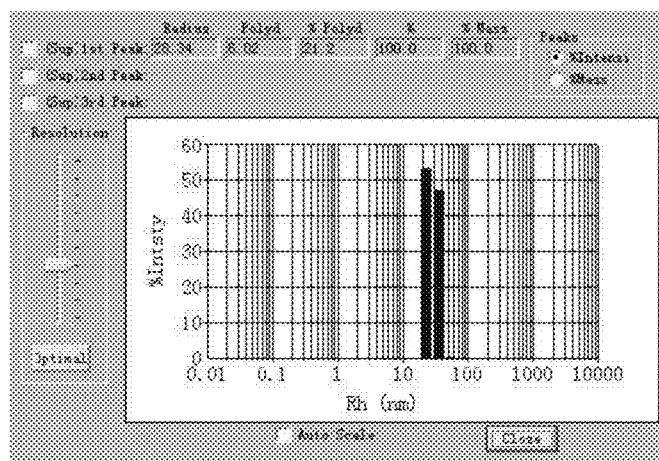 Radius Polyd % Polyd % % Mass
(Sup.)1st Peak 28.34 6.02 21.2 100.0 100.0
(Sup.)2nd Peak
(Sup.)3rd Peak
Peaks
%Intensi
%Mass
Resolution
Optimal
%Intsty
60
50
40
30
20
10
0
0.01 0.1 1 10 100 1000 10000
Rh (nm)
Auto Scale
Close